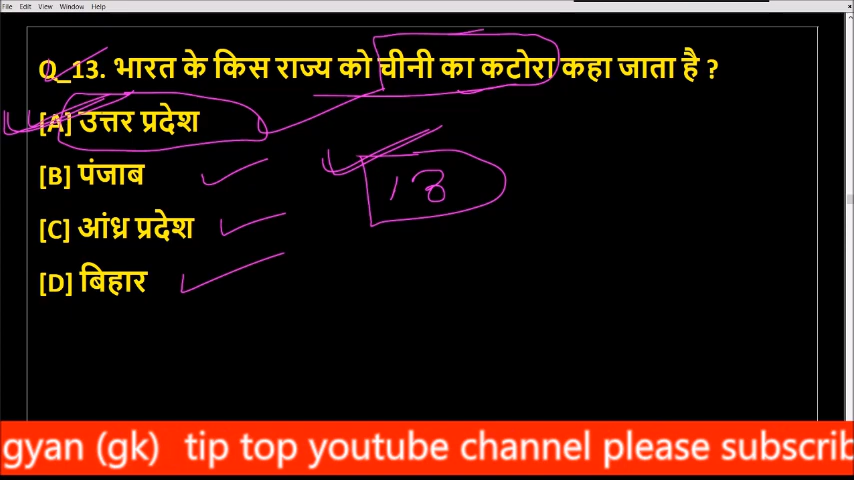 File Edit View Window Help
Q_13. भारत के किस राज्य को चीनी का कटोरा कहा जाता है ?
[A] उत्तर प्रदेश
[B] पंजाब
13
[C] आंध्र प्रदेश
[D] बिहार
gyan (gk) tip top youtube channel please subscrib